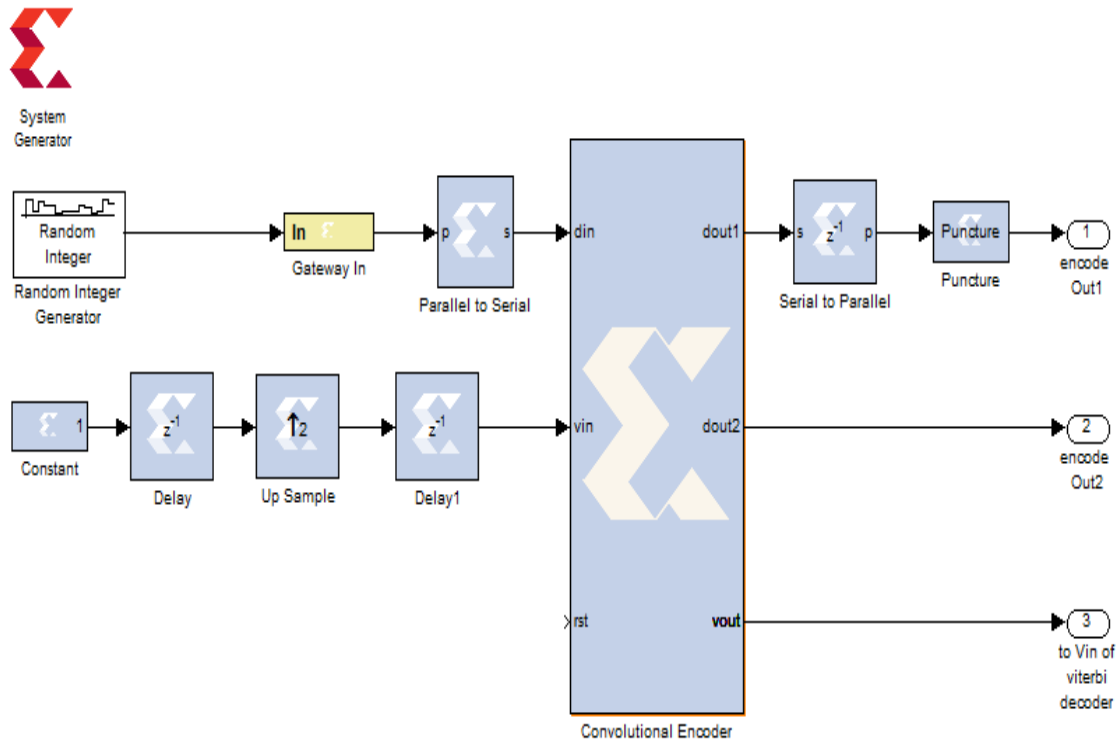 System
Generator
Random
Integer
Random Integer
Generator
In
Gateway In
p
s
Parallel to Serial
din
dout1
s
z-1
p
Serial to Parallel
Puncture
Puncture
1
encode
Out1
1
Constant
z-1
Delay
↑2
Up Sample
z-1
Delay1
vin
dout2
2
encode
Out2
rst
vout
3
to Vin of
viterbi
decoder
Convolutional Encoder